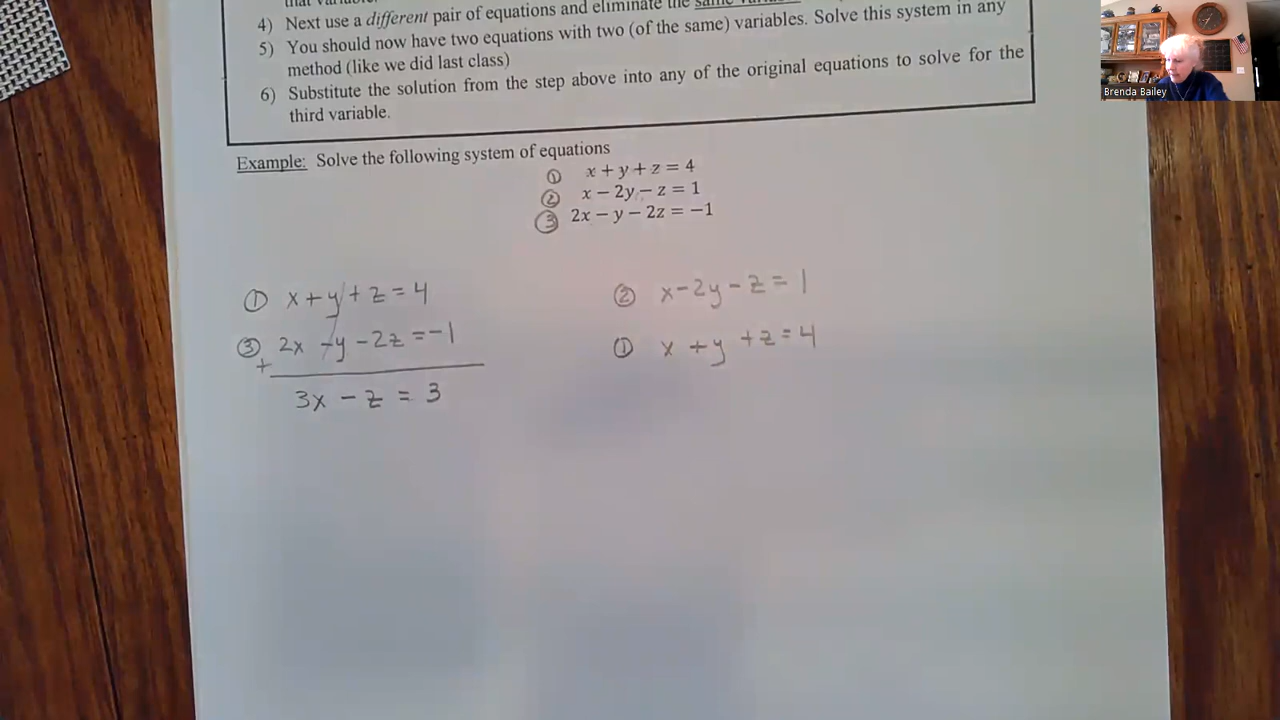 4) Next use a different pair of equations and eliminate the same
5) You should now have two equations with two (of the same) variables. Solve this system in any
method (like we did last class)
6) Substitute the solution from the step above into any of the original equations to solve for the
third variable.
Example: Solve the following system of equations
① x + y + z = 4
② x − 2y − z = 1
③ 2x − y − 2z = −1
① x + y + z = 4
③ 2x − y − 2z = −1
+
3x − z = 3
② x − 2y − z = 1
① x + y + z = 4
Brenda Bailey